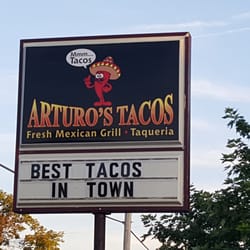 Mmm...
Tacos
ARTURO'S TACOS
Fresh Mexican Grill • Taqueria
BEST TACOS
IN TOWN